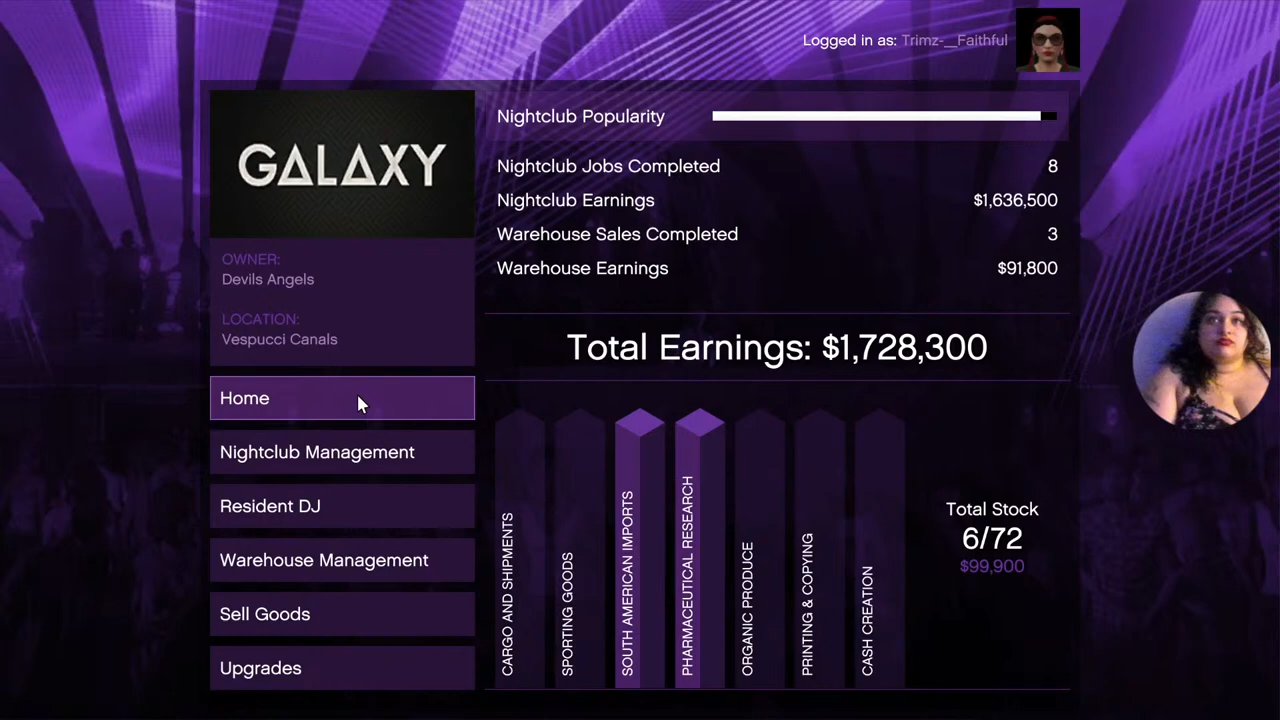 Logged in as: Trimz-__Faithful
GALAXY
OWNER:
Devils Angels
LOCATION:
Vespucci Canals
Home
Nightclub Management
Resident DJ
Warehouse Management
Sell Goods
Upgrades
Nightclub Popularity
Nightclub Jobs Completed 8
Nightclub Earnings $1,636,500
Warehouse Sales Completed 3
Warehouse Earnings $91,800
Total Earnings: $1,728,300
CARGO AND SHIPMENTS
SPORTING GOODS
SOUTH AMERICAN IMPORTS
PHARMACEUTICAL RESEARCH
ORGANIC PRODUCE
PRINTING & COPYING
CASH CREATION
Total Stock
6/72
$99,900